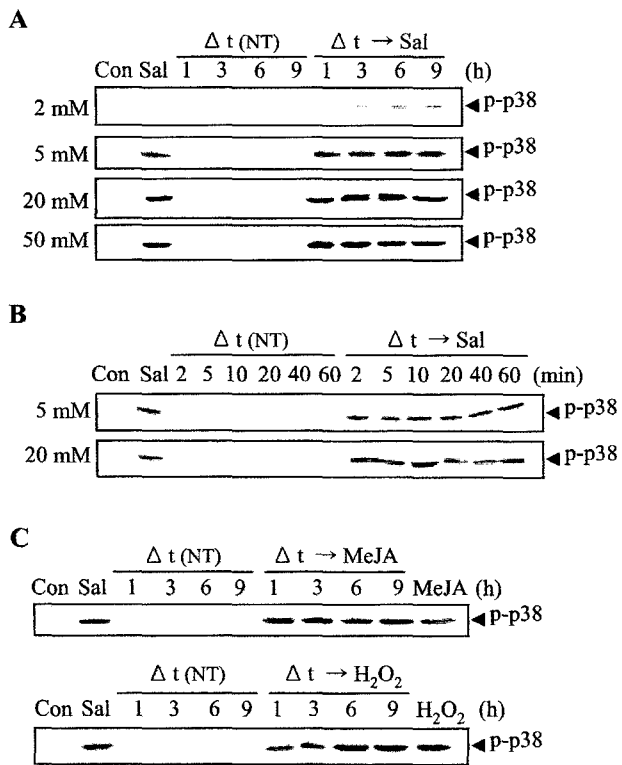 A
Δ t (NT) Δ t → Sal
Con Sal 1 3 6 9 1 3 6 9 (h)
2 mM ◄ p-p38
5 mM ◄ p-p38
20 mM ◄ p-p38
50 mM ◄ p-p38
B
Δ t (NT) Δ t → Sal
Con Sal 2 5 10 20 40 60 2 5 10 20 40 60 (min)
5 mM ◄ p-p38
20 mM ◄ p-p38
C
Δ t (NT) Δ t → MeJA
Con Sal 1 3 6 9 1 3 6 9 MeJA (h)
◄ p-p38
Δ t (NT) Δ t → H₂O₂
Con Sal 1 3 6 9 1 3 6 9 H₂O₂ (h)
◄ p-p38